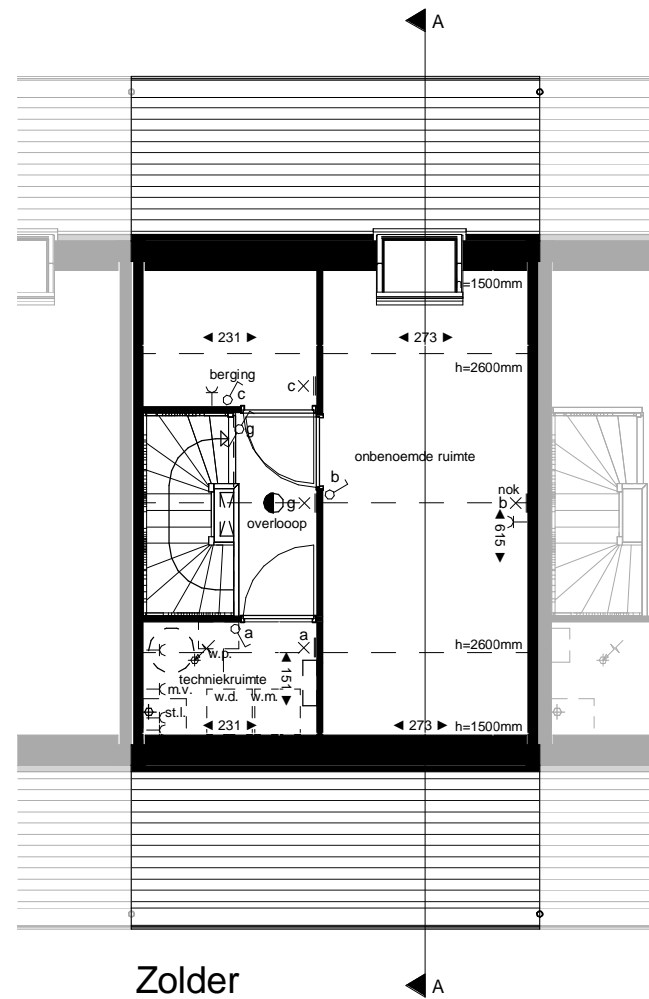 A
h=1500mm
231
273
h=2600mm
berging
c
c
g
onbenoemde ruimte
b
nok
g
b
overlooop
615
a
a
h=2600mm
w.p.
techniekruimte
151
m.v.
w.d.
w.m.
st.l.
231
273
h=1500mm
Zolder
A